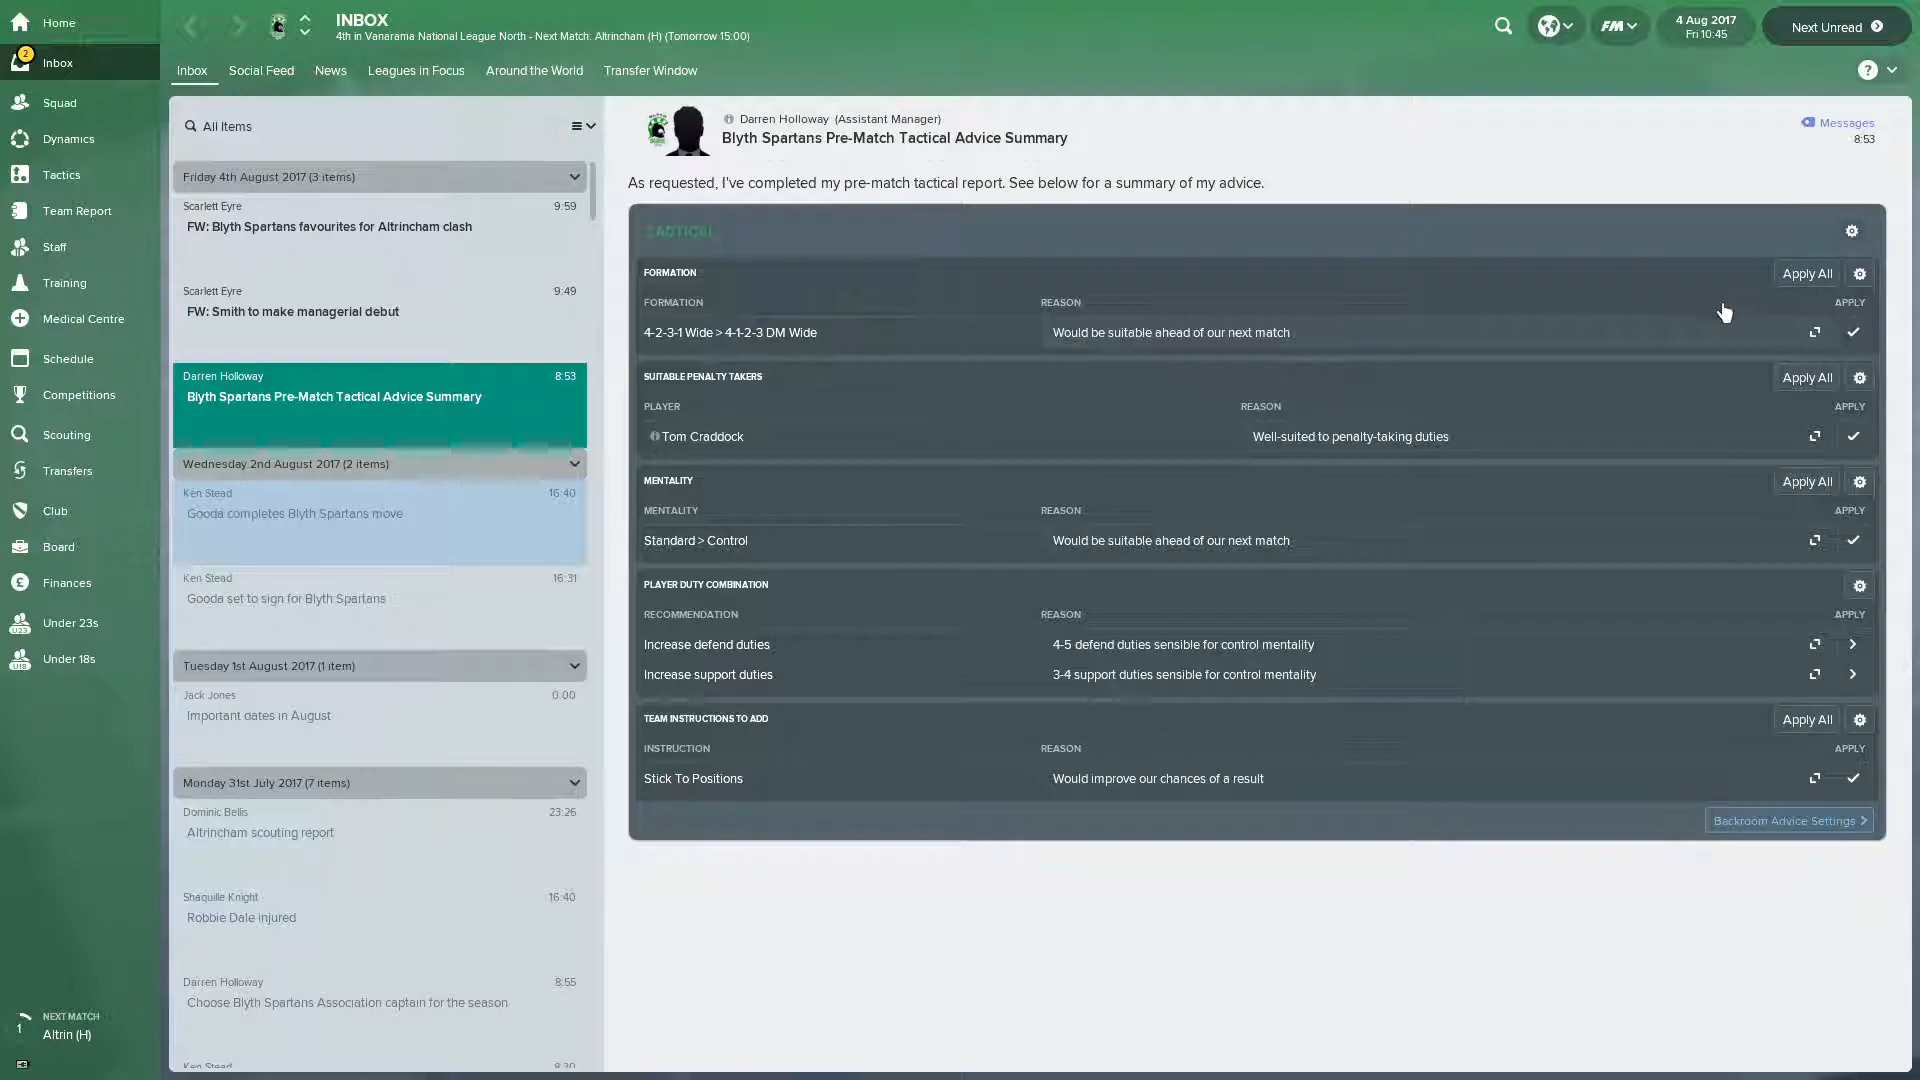 Home
Inbox
2
Squad
Dynamics
Tactics
Team Report
Staff
Training
Medical Centre
Schedule
Competitions
Scouting
Transfers
Club
Board
Finances
Under 23s
Under 18s
NEXT MATCH
1
Altrin (H)
INBOX
4th in Vanarama National League North - Next Match: Altrincham (H) (Tomorrow 15:00)
FM
4 Aug 2017
Fri 10:45
Next Unread
Inbox Social Feed News Leagues in Focus Around the World Transfer Window
?
All Items
Friday 4th August 2017 (3 items)
Scarlett Eyre 9:59
FW: Blyth Spartans favourites for Altrincham clash
Scarlett Eyre 9:49
FW: Smith to make managerial debut
Darren Holloway 8:53
Blyth Spartans Pre-Match Tactical Advice Summary
Wednesday 2nd August 2017 (2 items)
Ken Stead 16:40
Gooda completes Blyth Spartans move
Ken Stead 16:31
Gooda set to sign for Blyth Spartans
Tuesday 1st August 2017 (1 item)
Jack Jones 0:00
Important dates in August
Monday 31st July 2017 (7 items)
Dominic Bellis 23:26
Altrincham scouting report
Shaquille Knight 16:40
Robbie Dale injured
Darren Holloway 8:55
Choose Blyth Spartans Association captain for the season
Ken Stead 8:30
Darren Holloway (Assistant Manager)
Blyth Spartans Pre-Match Tactical Advice Summary
Messages
8:53
As requested, I've completed my pre-match tactical report. See below for a summary of my advice.
TACTICAL
FORMATION Apply All
FORMATION REASON APPLY
4-2-3-1 Wide > 4-1-2-3 DM Wide Would be suitable ahead of our next match
SUITABLE PENALTY TAKERS Apply All
PLAYER REASON APPLY
Tom Craddock Well-suited to penalty-taking duties
MENTALITY Apply All
MENTALITY REASON APPLY
Standard > Control Would be suitable ahead of our next match
PLAYER DUTY COMBINATION
RECOMMENDATION REASON APPLY
Increase defend duties 4-5 defend duties sensible for control mentality
Increase support duties 3-4 support duties sensible for control mentality
TEAM INSTRUCTIONS TO ADD Apply All
INSTRUCTION REASON APPLY
Stick To Positions Would improve our chances of a result
Backroom Advice Settings >